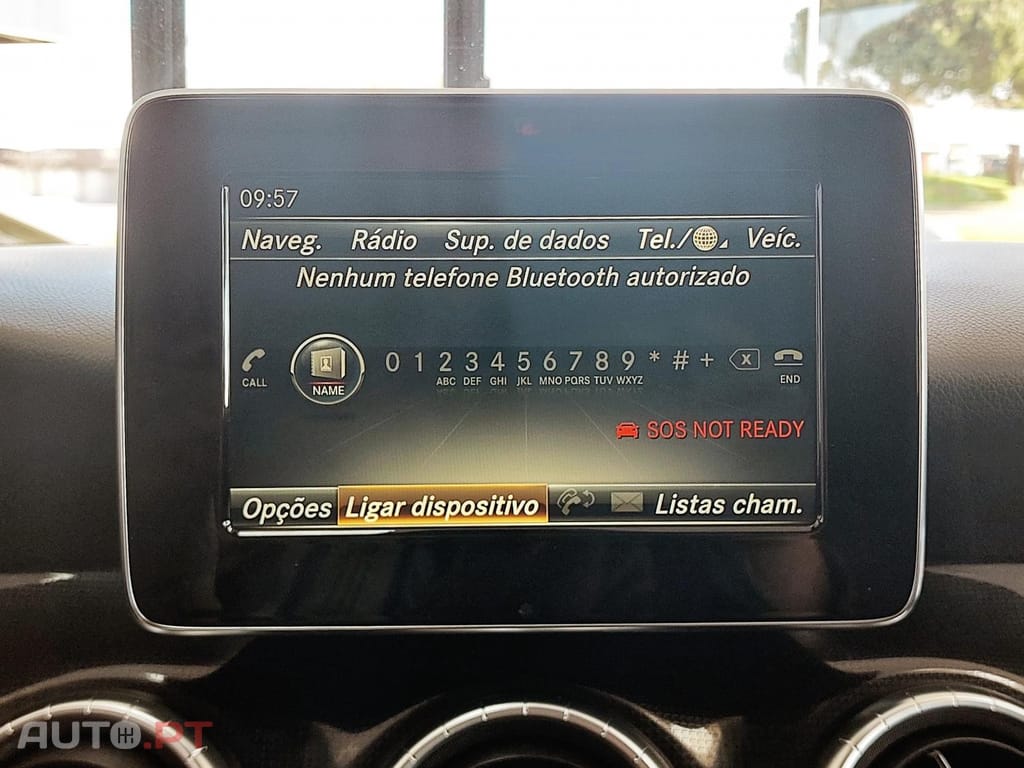 09:57
Naveg. Rádio Sup. de dados Tel./ Veíc.
Nenhum telefone Bluetooth autorizado
0 1 2 3 4 5 6 7 8 9 * # +
CALL NAME ABC DEF GHI JKL MNO PQRS TUV WXYZ END
SOS NOT READY
Opções Ligar dispositivo Listas cham.
AUTO.PT